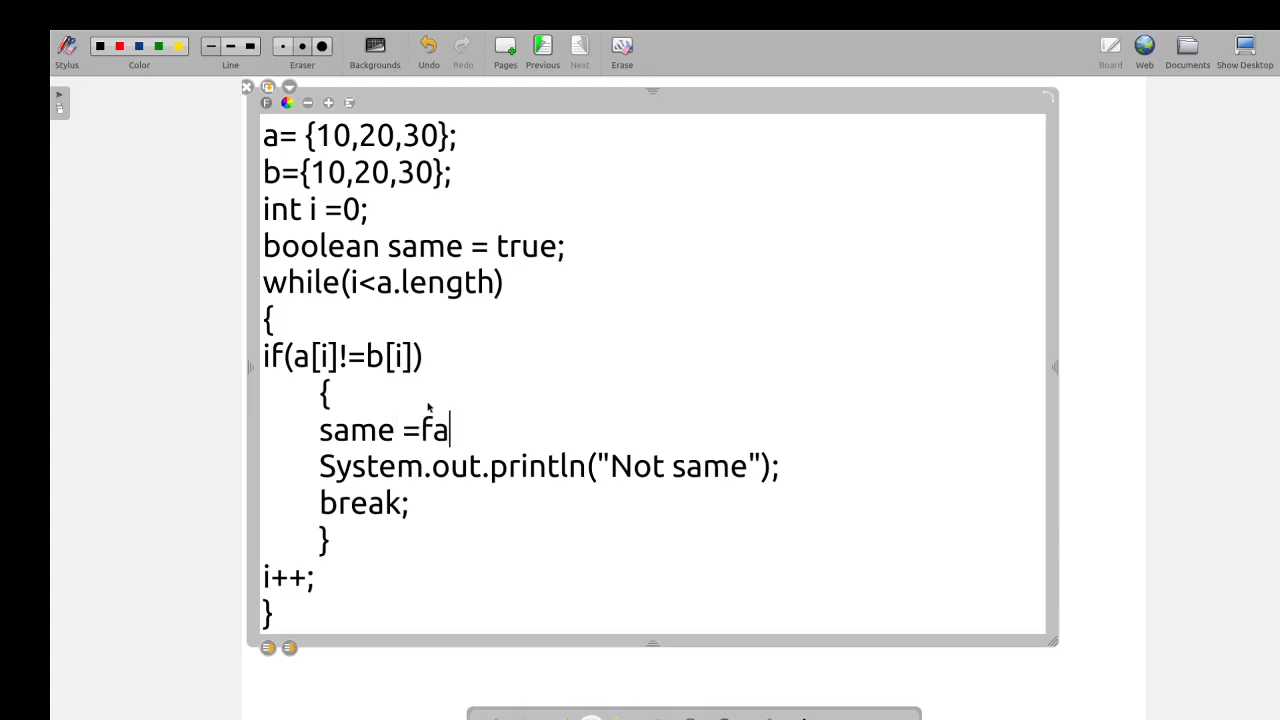 Stylus Color Line Eraser Backgrounds Undo Redo Pages Previous Next Erase Board Web Documents Show Desktop
a= {10,20,30};
b={10,20,30};
int i =0;
boolean same = true;
while(i<a.length)
{
if(a[i]!=b[i])
{
same =fa
System.out.println("Not same");
break;
}
i++;
}